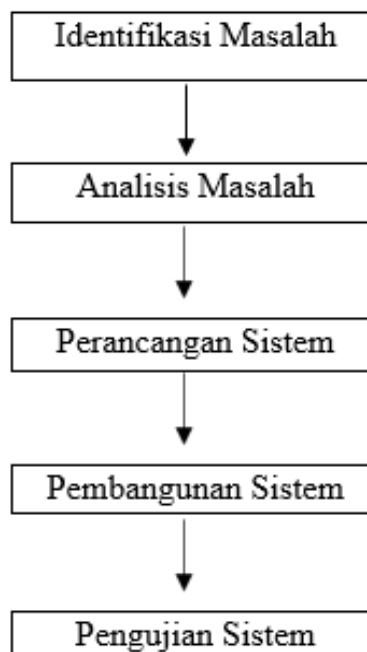 Identifikasi Masalah
Analisis Masalah
Perancangan Sistem
Pembangunan Sistem
Pengujian Sistem